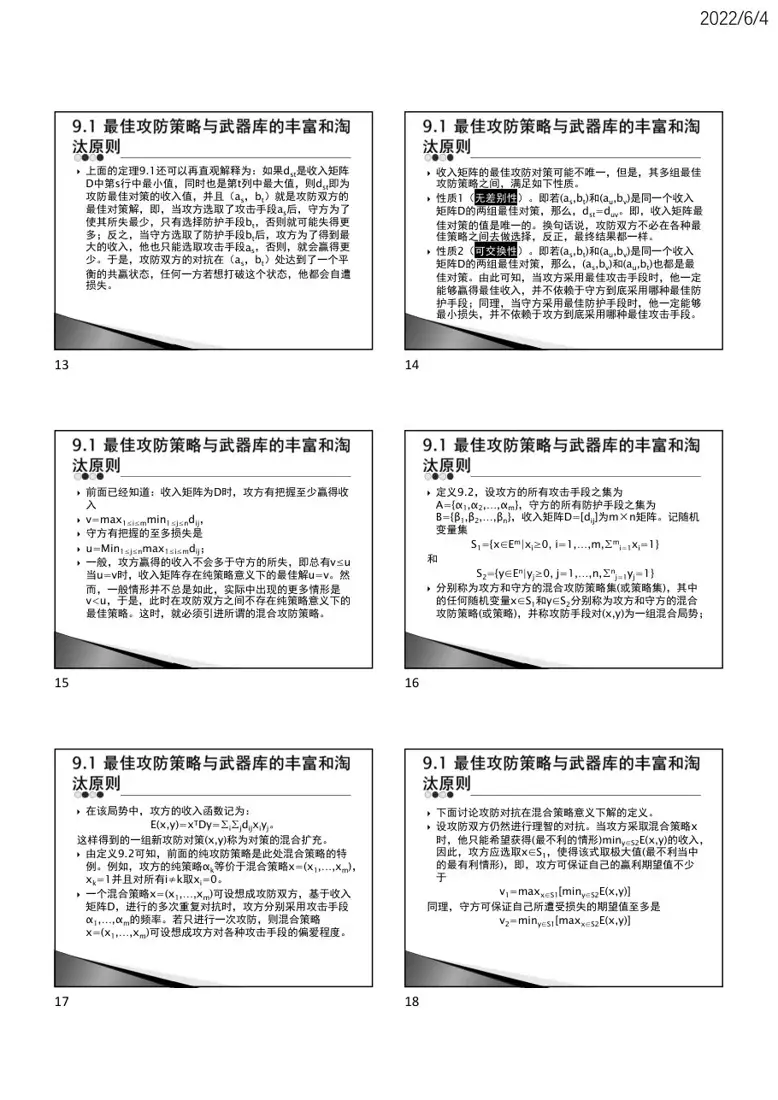 2022/6/4
9.1 最佳攻防策略与武器库的丰富和淘
汰原则
上面的定理9.1还可以再直观解释为：如果dst是收入矩阵
D中第s行中最小值，同时也是第t列中最大值，则dst即为
攻防最佳对策的收入值，并且（as，bt）就是攻防双方的
最佳对策解，即，当攻方选取了攻击手段as后，守方为了
使其所失最少，只有选择防护手段bt，否则就可能失得更
多；反之，当守方选取了防护手段bt后，攻方为了得到最
大的收入，他也只能选取攻击手段as，否则，就会赢得更
少。于是，攻防双方的对抗在（as，bt）处达到了一个平
衡的共赢状态，任何一方若想打破这个状态，他都会自遭
损失。
13
9.1 最佳攻防策略与武器库的丰富和淘
汰原则
收入矩阵的最佳攻防对策可能不唯一，但是，其多组最佳
攻防策略之间，满足如下性质。
性质1（无差别性）。即若(as,bt)和(au,bv)是同一个收入
矩阵D的两组最佳对策，那么，dst=duv。即，收入矩阵最
佳对策的值是唯一的。换句话说，攻防双方不必在各种最
佳策略之间去做选择，反正，最终结果都一样。
性质2（可交换性）。即若(as,bt)和(au,bv)是同一个收入
矩阵D的两组最佳对策，那么，(as,bv)和(au,bt)也都是最
佳对策。由此可知，当攻方采用最佳攻击手段时，他一定
能够赢得最佳收入，并不依赖于守方到底采用哪种最佳防
护手段；同理，当守方采用最佳防护手段时，他一定能够
最小损失，并不依赖于攻方到底采用哪种最佳攻击手段。
14
9.1 最佳攻防策略与武器库的丰富和淘
汰原则
前面已经知道：收入矩阵为D时，攻方有把握至少赢得收
入
v=max1≤i≤mmin1≤j≤ndij，
守方有把握的至多损失是
u=Min1≤j≤nmax1≤i≤mdij；
一般，攻方赢得的收入不会多于守方的所失，即总有v≤u
当u=v时，收入矩阵存在纯策略意义下的最佳解u=v。然
而，一般情形并不总是如此，实际中出现的更多情形是
v<u，于是，此时在攻防双方之间不存在纯策略意义下的
最佳策略。这时，就必须引进所谓的混合攻防策略。
15
9.1 最佳攻防策略与武器库的丰富和淘
汰原则
定义9.2，设攻方的所有攻击手段之集为
A={α1,α2,…,αm}，守方的所有防护手段之集为
B={β1,β2,…,βn}，收入矩阵D=[dij]为m×n矩阵。记随机
变量集
S1={x∈Em|xi≥0, i=1,…,m,Σmi=1xi=1}
和
S2={y∈En|yj≥0, j=1,…,n,Σnj=1yj=1}
分别称为攻方和守方的混合攻防策略集(或策略集)，其中
的任何随机变量x∈S1和y∈S2分别称为攻方和守方的混合
攻防策略(或策略)，并称攻防手段对(x,y)为一组混合局势；
16
9.1 最佳攻防策略与武器库的丰富和淘
汰原则
在该局势中，攻方的收入函数记为：
E(x,y)=xTDy=ΣiΣjdijxiyj。
这样得到的一组新攻防对策(x,y)称为对策的混合扩充。
由定义9.2可知，前面的纯攻防策略是此处混合策略的特
例。例如，攻方的纯策略αk等价于混合策略x=(x1,…,xm)，
xk=1并且对所有i≠k取xi=0。
一个混合策略x=(x1,…,xm)可设想成攻防双方，基于收入
矩阵D，进行的多次重复对抗时，攻方分别采用攻击手段
α1,…,αm的频率。若只进行一次攻防，则混合策略
x=(x1,…,xm)可设想成攻方对各种攻击手段的偏爱程度。
17
9.1 最佳攻防策略与武器库的丰富和淘
汰原则
下面讨论攻防对抗在混合策略意义下解的定义。
设攻防双方仍然进行理智的对抗。当攻方采取混合策略x
时，他只能希望获得(最不利的情形)miny∈S2E(x,y)的收入，
因此，攻方应选取x∈S1，使得该式取极大值(最不利当中
的最有利情形)，即，攻方可保证自己的赢利期望值不少
于
v1=maxx∈S1[miny∈S2E(x,y)]
同理，守方可保证自己所遭受损失的期望值至多是
v2=miny∈S1[maxx∈S2E(x,y)]
18